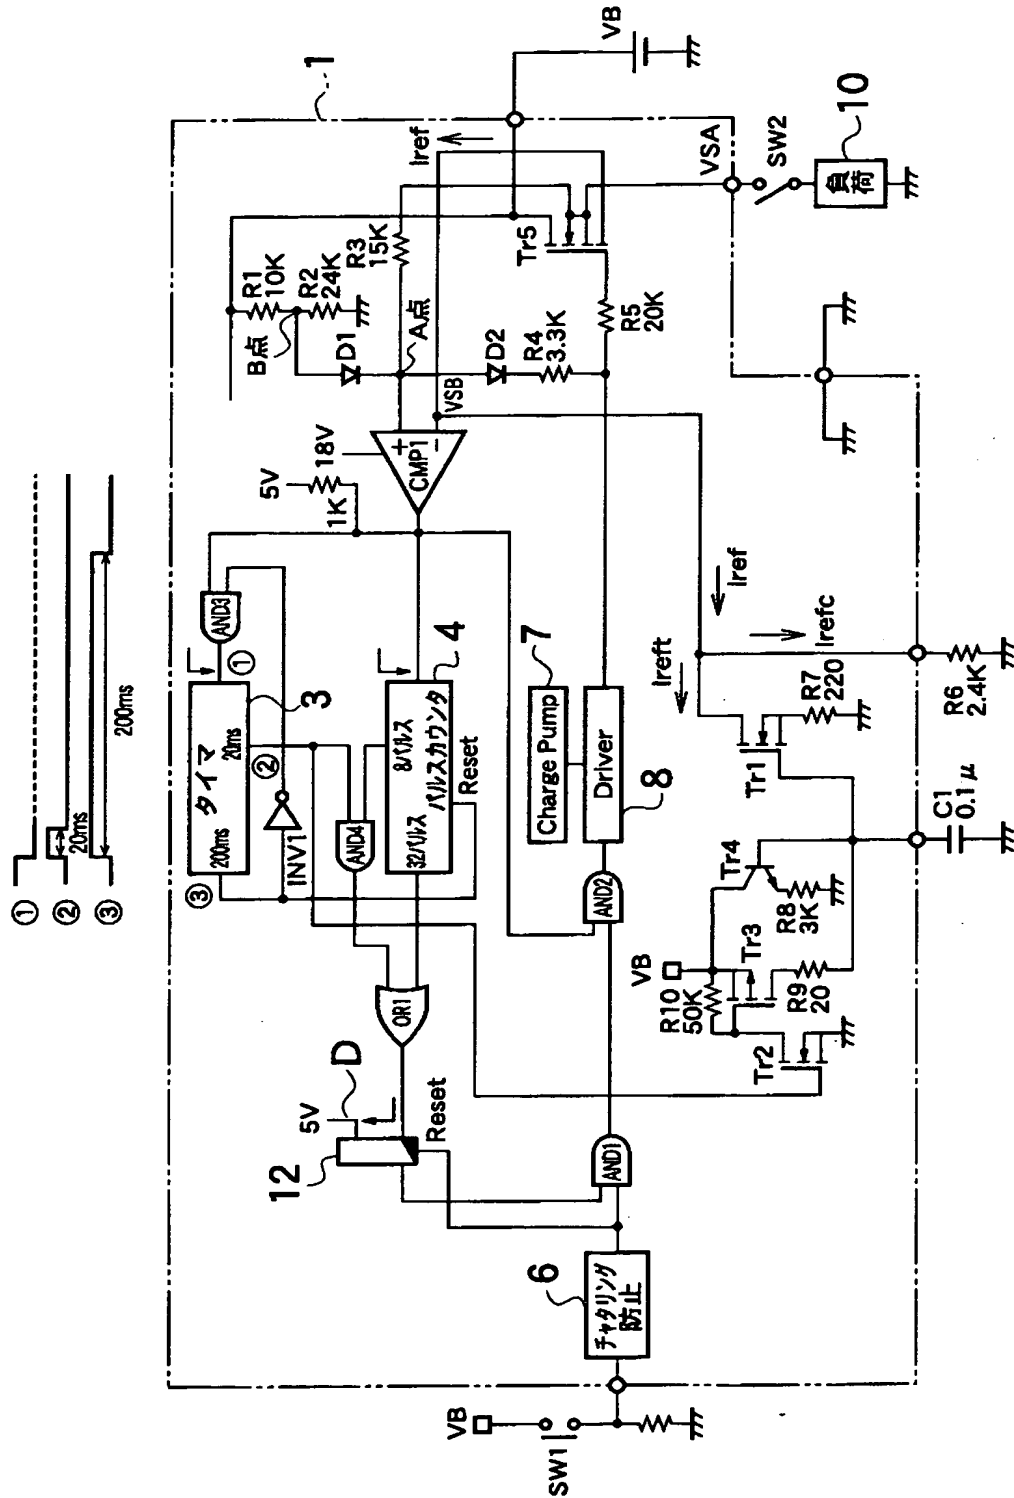 ①
②
③
20ms
200ms
1
タイマ
200ms
20ms
③
②
①
3
AND3
INV1
AND4
8パルス
32パルス
パルスカウンタ
Reset
4
OR1
5V
D
12
Reset
5V
18V
1K
CMP1
+
-
B点
R1
10K
R2
24K
D1
A点
VSB
R3
15K
D2
R4
3.3K
R5
20K
Tr5
Iref
VB
VSA
SW2
負荷
10
Charge Pump
7
Driver
8
AND2
AND1
チャタリング
防止
6
VB
SW1
VB
R10
50K
Tr2
Tr3
R9
20
Tr4
R8
3K
C1
0.1μ
Tr1
R7
220
Ireft
Iref
Irefc
R6
2.4K